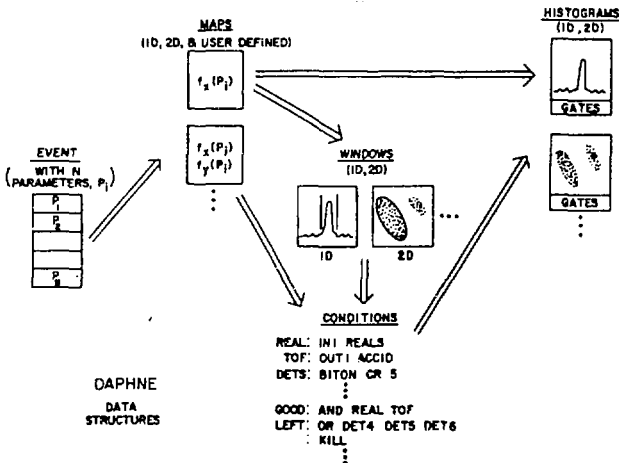 MAPS
(1D, 2D, & USER DEFINED)
fx(Pi)
fx(Pi)
fy(Pi)
HISTOGRAMS
(1D, 2D)
GATES
GATES
EVENT
(WITH N
PARAMETERS, Pi)
P1
P2
PN
WINDOWS
(1D, 2D)
1D
2D
CONDITIONS
REAL: IN1 REALS
TOF: OUT1 ACCID
DETS: BITON CR 5
GOOD: AND REAL TOF
LEFT: OR DET4 DET5 DET6
: KILL
DAPHNE
DATA
STRUCTURES